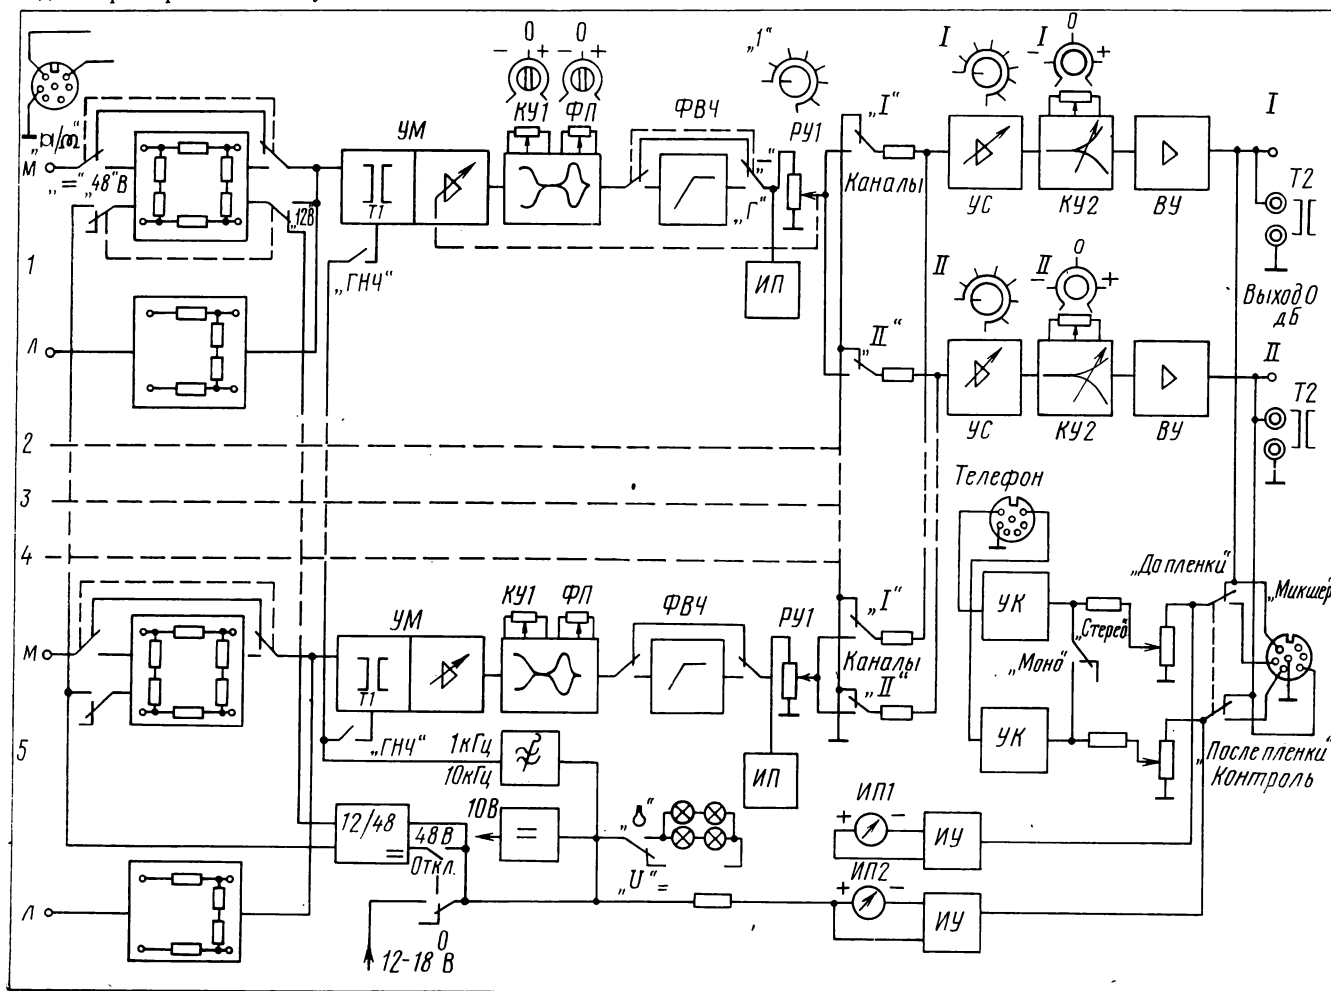 0 0 „1“ I 0 II
- + - + I - +
КУ1 ФП ФВЧ РУ1 „I“ I
„¤/ᲿᲿ“ УМ
М
„=“ „48“ В Т1 „-“ Каналы УС КУ2 ВУ Т2
„12В“ „Г“
1 „ГНЧ“ ИП II II 0 Выход 0 дБ
- +
Л „II“ II
УС КУ2 ВУ Т2
2
3 Телефон
4 „До пленки“
КУ1 ФП ФВЧ РУ1 „I“ УК „Микшер“
УМ „Стерео“
М Т1 Каналы „Моно“
„II“
5 „ГНЧ“ 1кГц УК „После пленки“
10кГц ИП Контроль
10В ИП1
12/48 48 В = „U“= + - ИУ
= Откл. ИП2
Л 0 + - ИУ
12-18 В